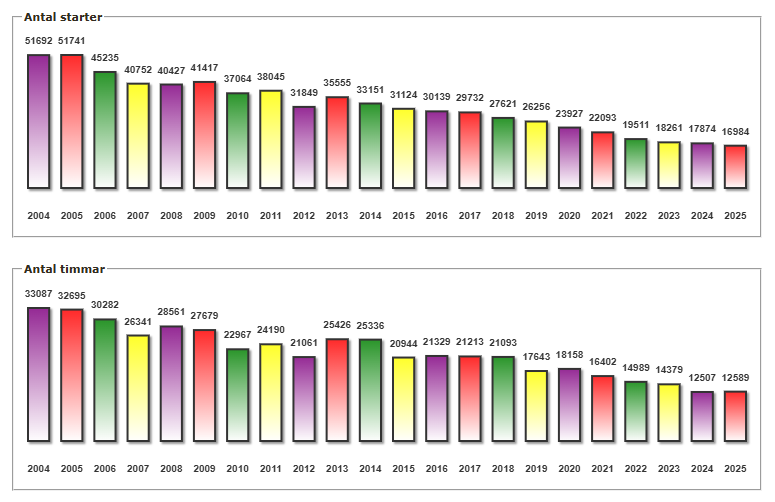 Antal starter
51692 51741 45235 40752 40427 41417 37064 38045 31849 35555 33151 31124 30139 29732 27621 26256 23927 22093 19511 18261 17874 16984
2004 2005 2006 2007 2008 2009 2010 2011 2012 2013 2014 2015 2016 2017 2018 2019 2020 2021 2022 2023 2024 2025
Antal timmar
33087 32695 30282 26341 28561 27679 22967 24190 21061 25426 25336 20944 21329 21213 21093 17643 18158 16402 14989 14379 12507 12589
2004 2005 2006 2007 2008 2009 2010 2011 2012 2013 2014 2015 2016 2017 2018 2019 2020 2021 2022 2023 2024 2025